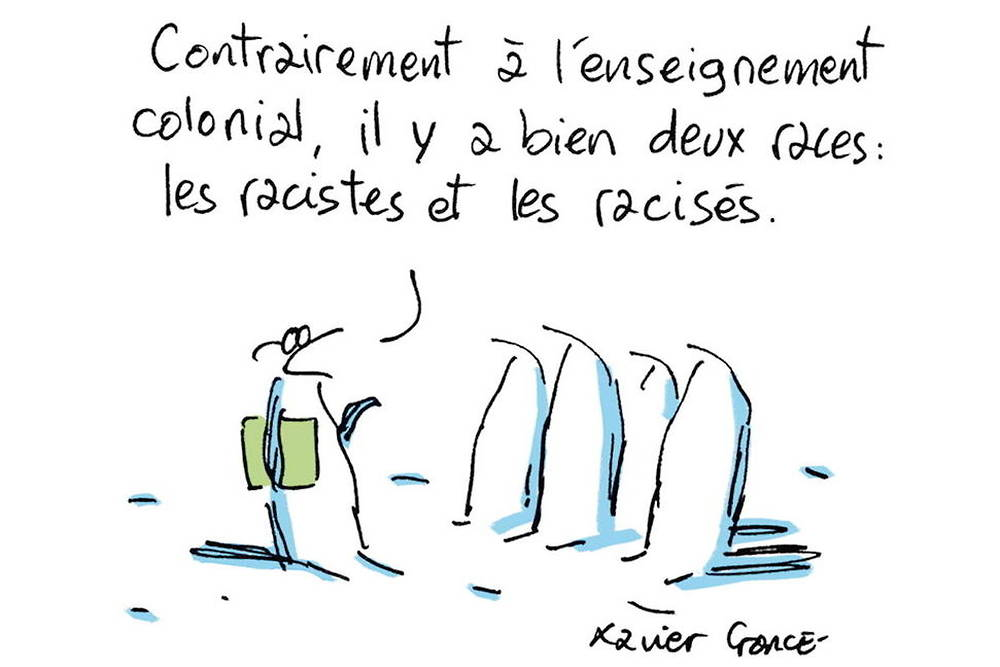 Contrairement à l'enseignement
colonial, il y a bien deux races :
les racistes et les racisés.
Xavier Gorce